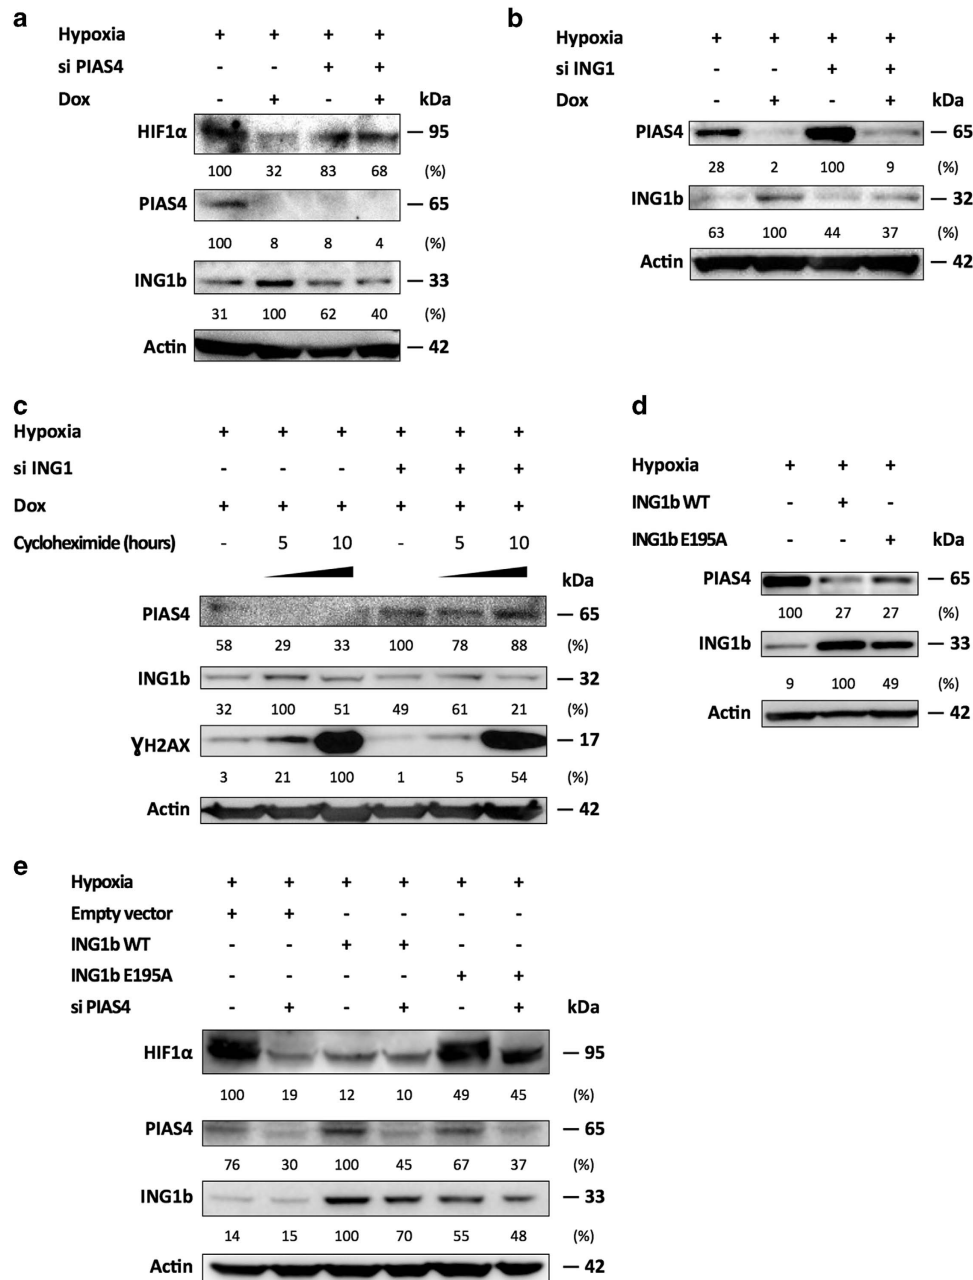 a
Hypoxia + + + +
si PIAS4 - - + +
Dox - + - + kDa
HIF1α — 95
100 32 83 68 (%)
PIAS4 — 65
100 8 8 4 (%)
ING1b — 33
31 100 62 40 (%)
Actin — 42
b
Hypoxia + + + +
si ING1 - - + +
Dox - + - + kDa
PIAS4 — 65
28 2 100 9 (%)
ING1b — 32
63 100 44 37 (%)
Actin — 42
c
Hypoxia + + + + + +
si ING1 - - - + + +
Dox + + + + + +
Cycloheximide (hours) - 5 10 - 5 10
kDa
PIAS4 — 65
58 29 33 100 78 88 (%)
ING1b — 32
32 100 51 49 61 21 (%)
ɣH2AX — 17
3 21 100 1 5 54 (%)
Actin — 42
d
Hypoxia + + +
ING1b WT - + -
ING1b E195A - - + kDa
PIAS4 — 65
100 27 27 (%)
ING1b — 33
9 100 49 (%)
Actin — 42
e
Hypoxia + + + + + +
Empty vector + + - - - -
ING1b WT - - + + - -
ING1b E195A - - - - + +
si PIAS4 - + - + - + kDa
HIF1α — 95
100 19 12 10 49 45 (%)
PIAS4 — 65
76 30 100 45 67 37 (%)
ING1b — 33
14 15 100 70 55 48 (%)
Actin — 42